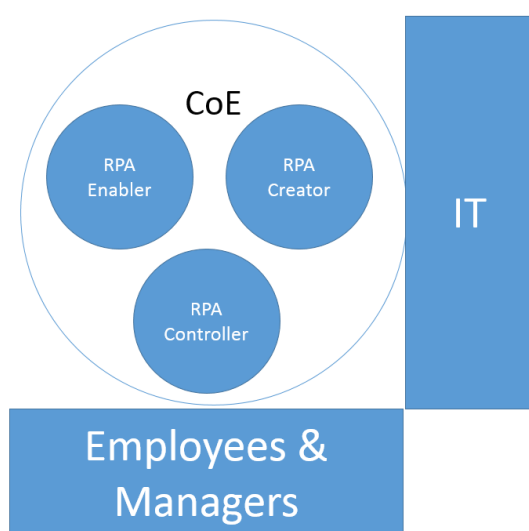 CoE
RPA
Enabler
RPA
Creator
IT
RPA
Controller
Employees &
Managers